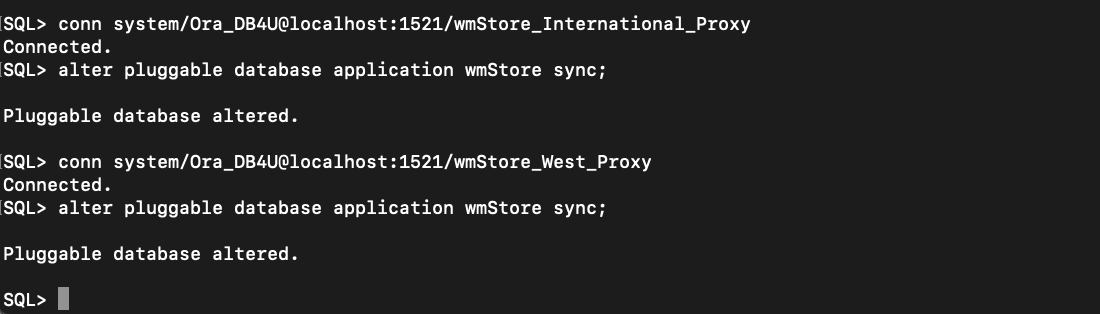 SQL> conn system/Ora_DB4U@localhost:1521/wmStore_International_Proxy
Connected.
SQL> alter pluggable database application wmStore sync;
Pluggable database altered.
SQL> conn system/Ora_DB4U@localhost:1521/wmStore_West_Proxy
Connected.
SQL> alter pluggable database application wmStore sync;
Pluggable database altered.
SQL>